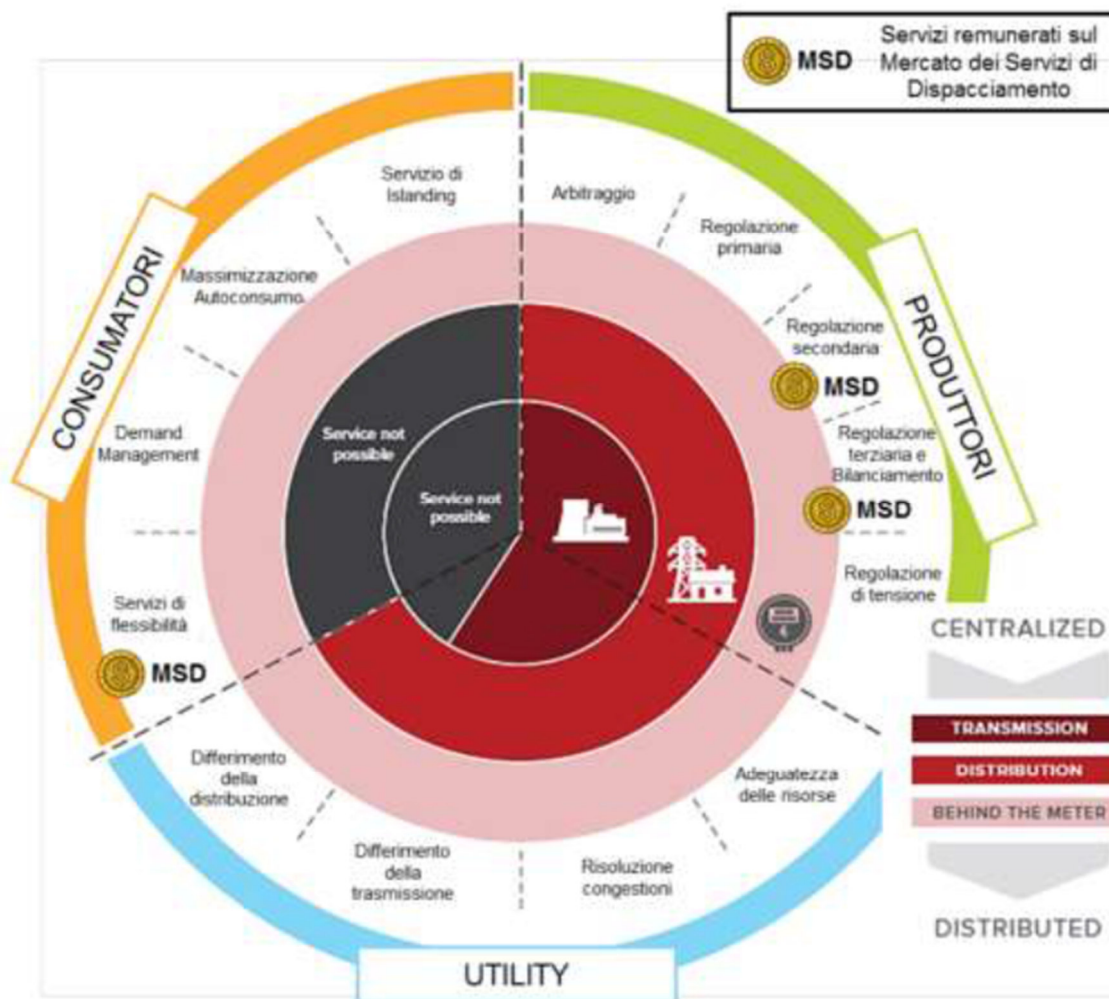 MSD
Servizi remunerati sul
Mercato dei Servizi di
Dispacciamento
Servizio di
Islanding
Arbitraggio
Regolazione
primaria
Massimizzazione
Autoconsumo
Regolazione
secondaria
MSD
CONSUMATORI
PRODUTTORI
Demand
Management
Service not
possible
Service not
possible
Regolazione
terziaria e
Bilanciamento
MSD
Servizi di
flessibilità
MSD
Regolazione
di tensione
CENTRALIZED
TRANSMISSION
DISTRIBUTION
BEHIND THE METER
DISTRIBUTED
Differimento
della
distribuzione
Adeguatezza
delle risorse
Differimento
della
trasmissione
Risoluzione
congestioni
UTILITY